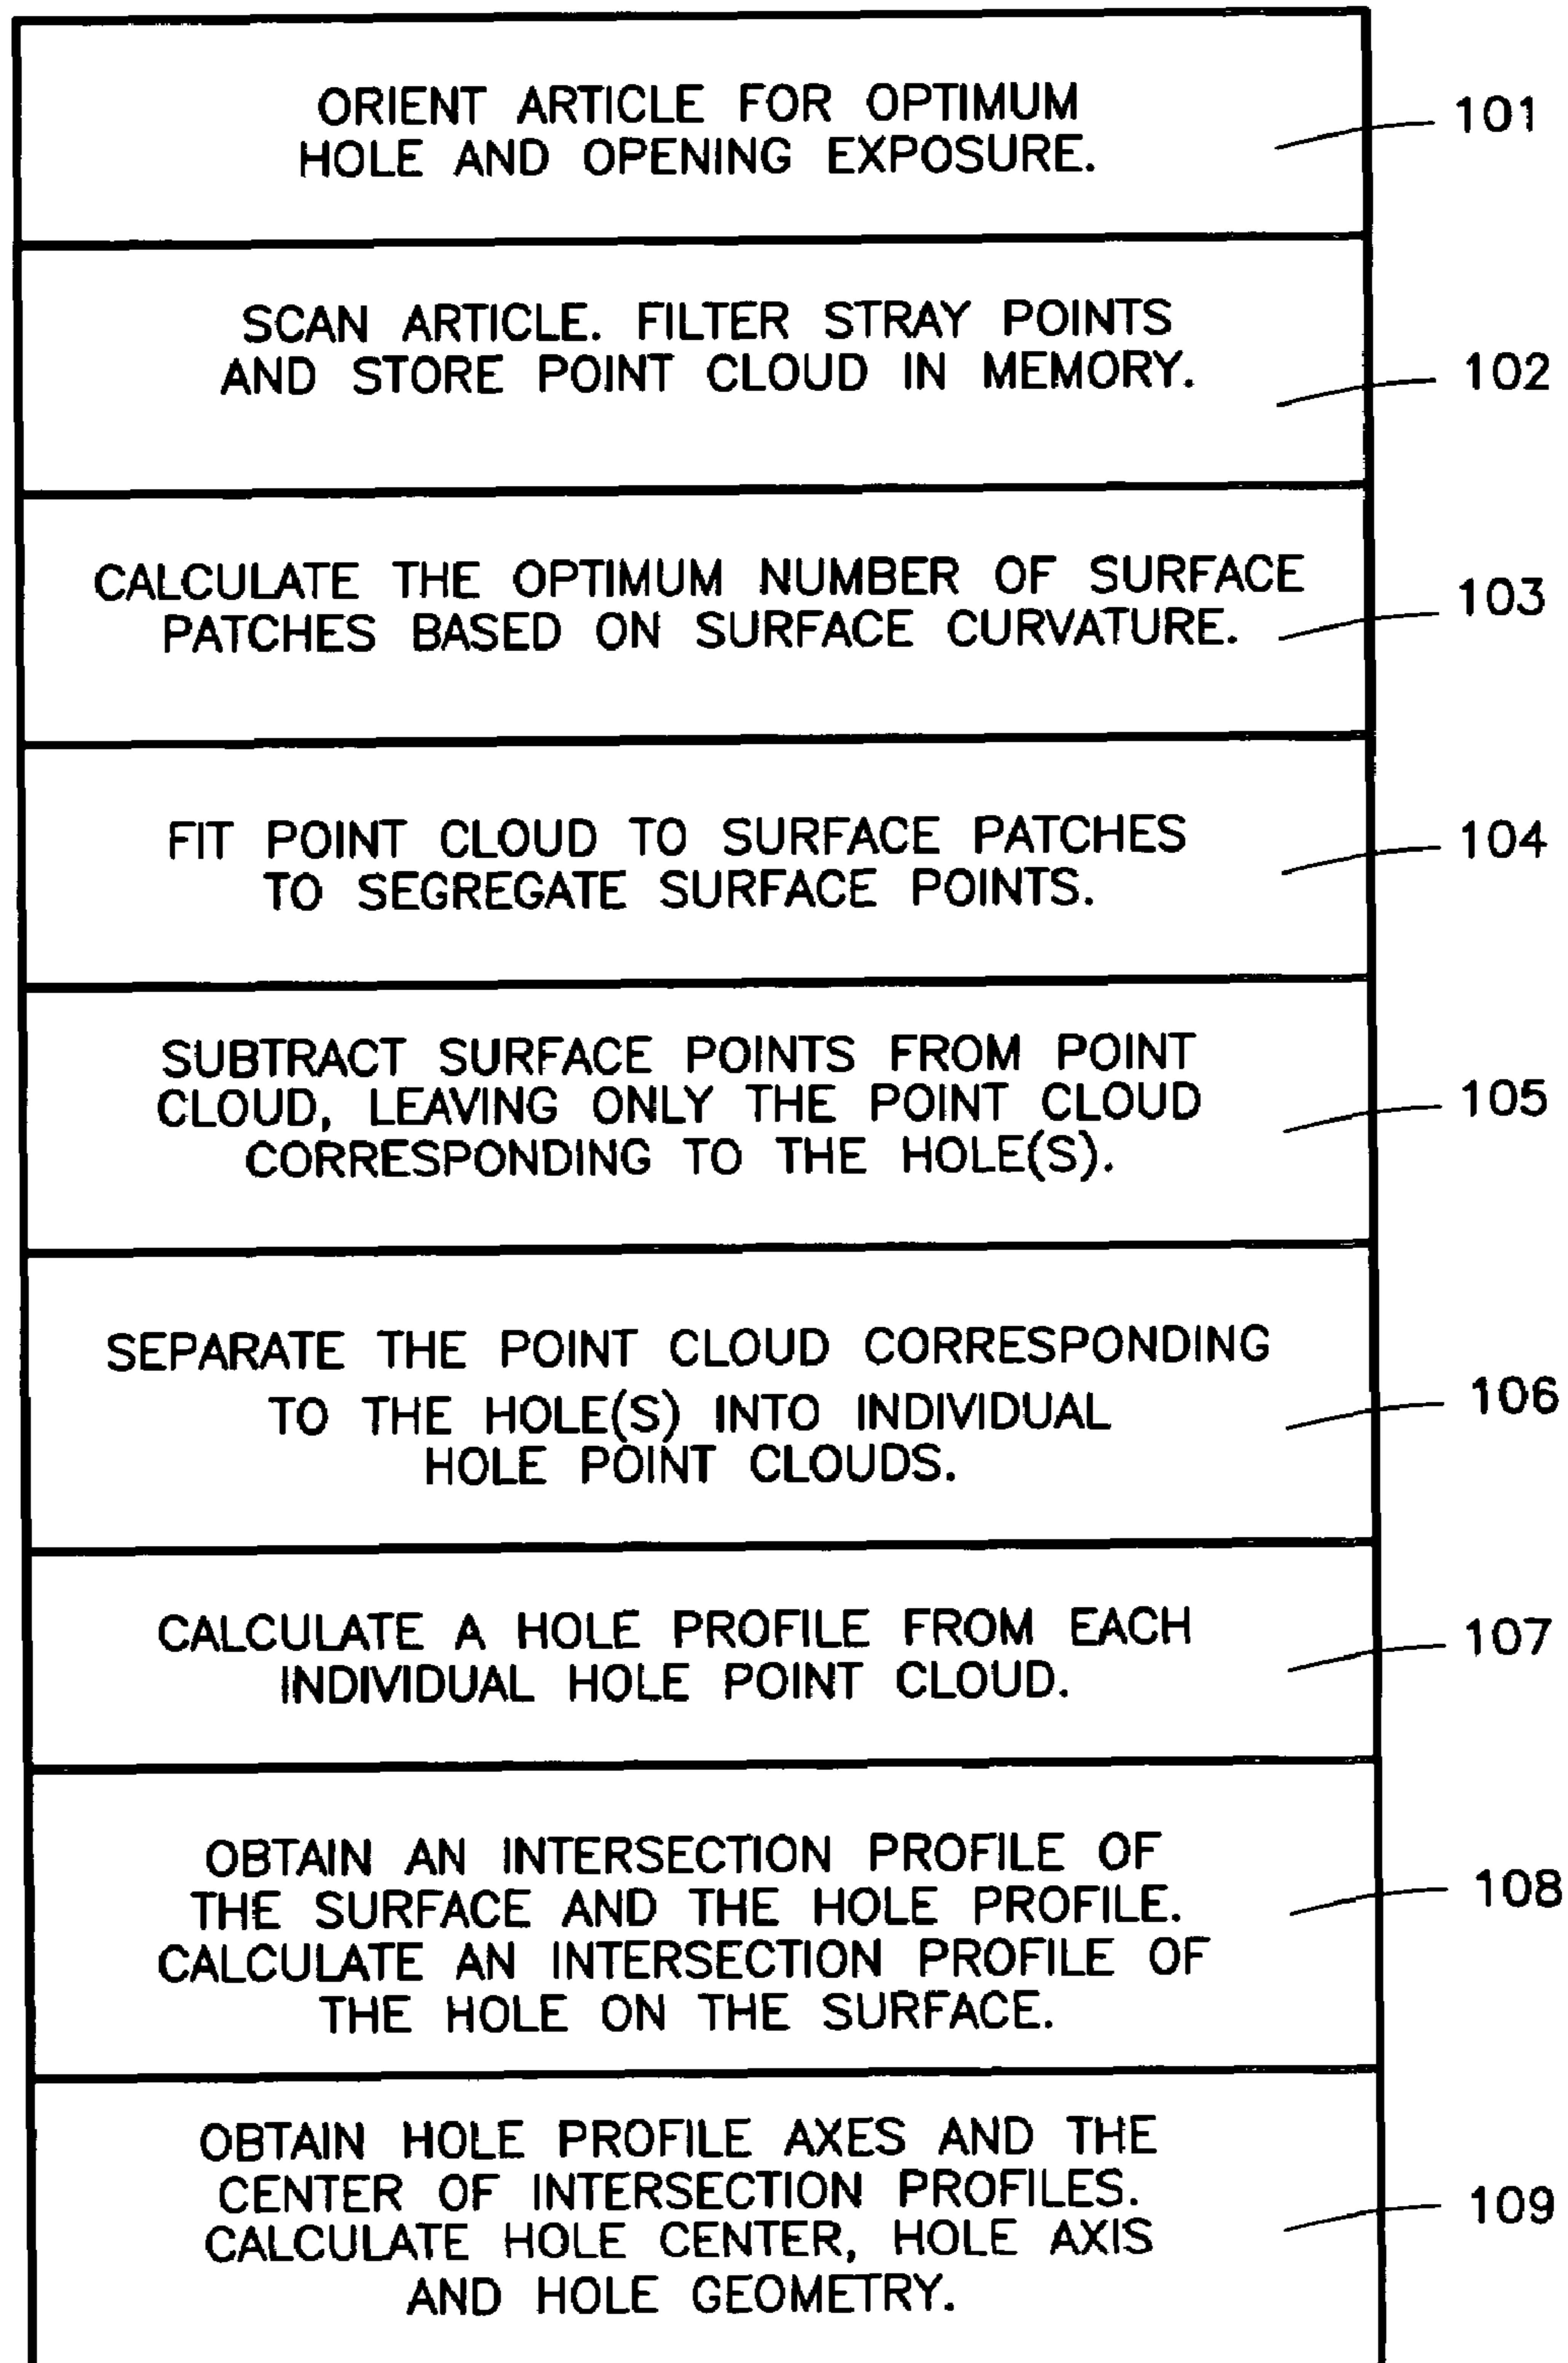 ORIENT ARTICLE FOR OPTIMUM
HOLE AND OPENING EXPOSURE.
101
SCAN ARTICLE. FILTER STRAY POINTS
AND STORE POINT CLOUD IN MEMORY.
102
CALCULATE THE OPTIMUM NUMBER OF SURFACE
PATCHES BASED ON SURFACE CURVATURE.
103
FIT POINT CLOUD TO SURFACE PATCHES
TO SEGREGATE SURFACE POINTS.
104
SUBTRACT SURFACE POINTS FROM POINT
CLOUD, LEAVING ONLY THE POINT CLOUD
CORRESPONDING TO THE HOLE(S).
105
SEPARATE THE POINT CLOUD CORRESPONDING
TO THE HOLE(S) INTO INDIVIDUAL
HOLE POINT CLOUDS.
106
CALCULATE A HOLE PROFILE FROM EACH
INDIVIDUAL HOLE POINT CLOUD.
107
OBTAIN AN INTERSECTION PROFILE OF
THE SURFACE AND THE HOLE PROFILE.
CALCULATE AN INTERSECTION PROFILE OF
THE HOLE ON THE SURFACE.
108
OBTAIN HOLE PROFILE AXES AND THE
CENTER OF INTERSECTION PROFILES.
CALCULATE HOLE CENTER, HOLE AXIS
AND HOLE GEOMETRY.
109